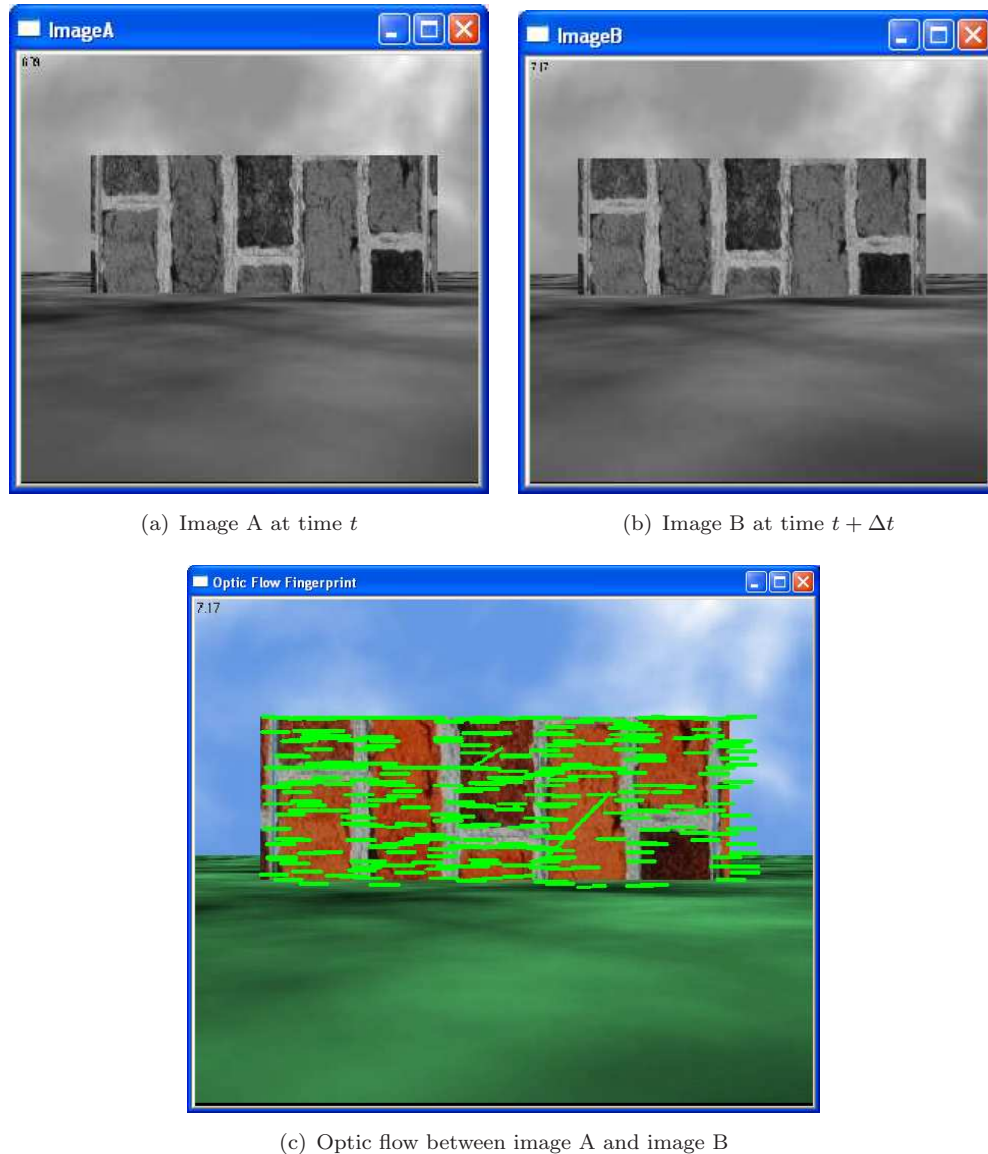 ImageA
ImageB
7.17
(a) Image A at time t
(b) Image B at time t + Δt
Optic Flow Fingerprint
7.17
(c) Optic flow between image A and image B